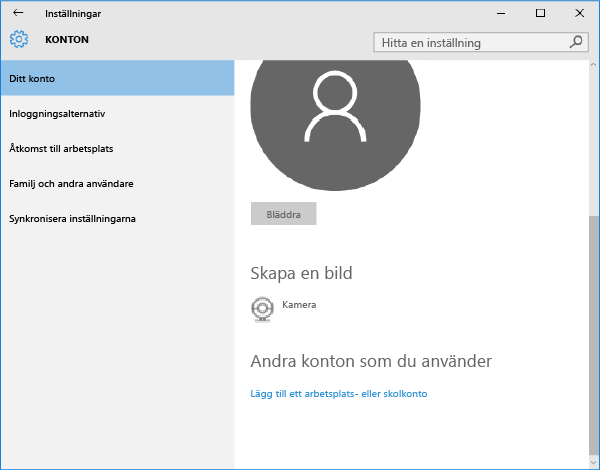 Inställningar
KONTON
Hitta en inställning
Ditt konto
Inloggningsalternativ
Åtkomst till arbetsplats
Familj och andra användare
Synkronisera inställningarna
Bläddra
Skapa en bild
Kamera
Andra konton som du använder
Lägg till ett arbetsplats- eller skolkonto